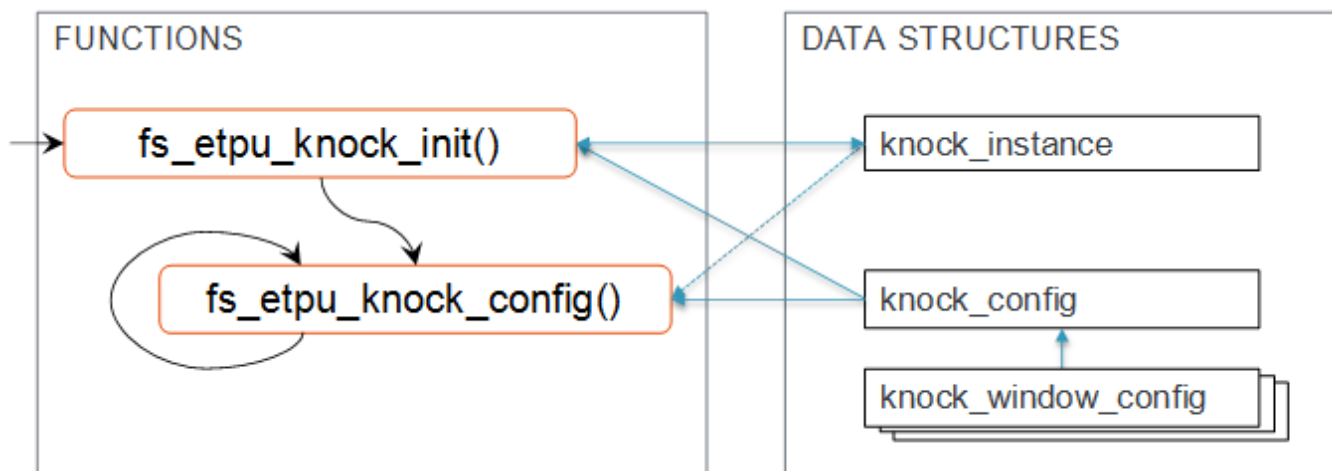 FUNCTIONS
fs_etpu_knock_init()
fs_etpu_knock_config()
DATA STRUCTURES
knock_instance
knock_config
knock_window_config